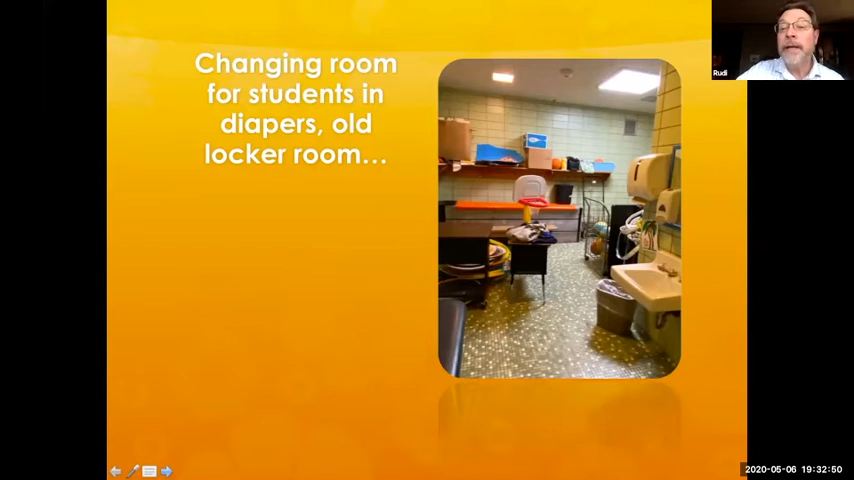 Changing room
for students in
diapers, old
locker room…
Rudi
2020-05-06 19:32:50